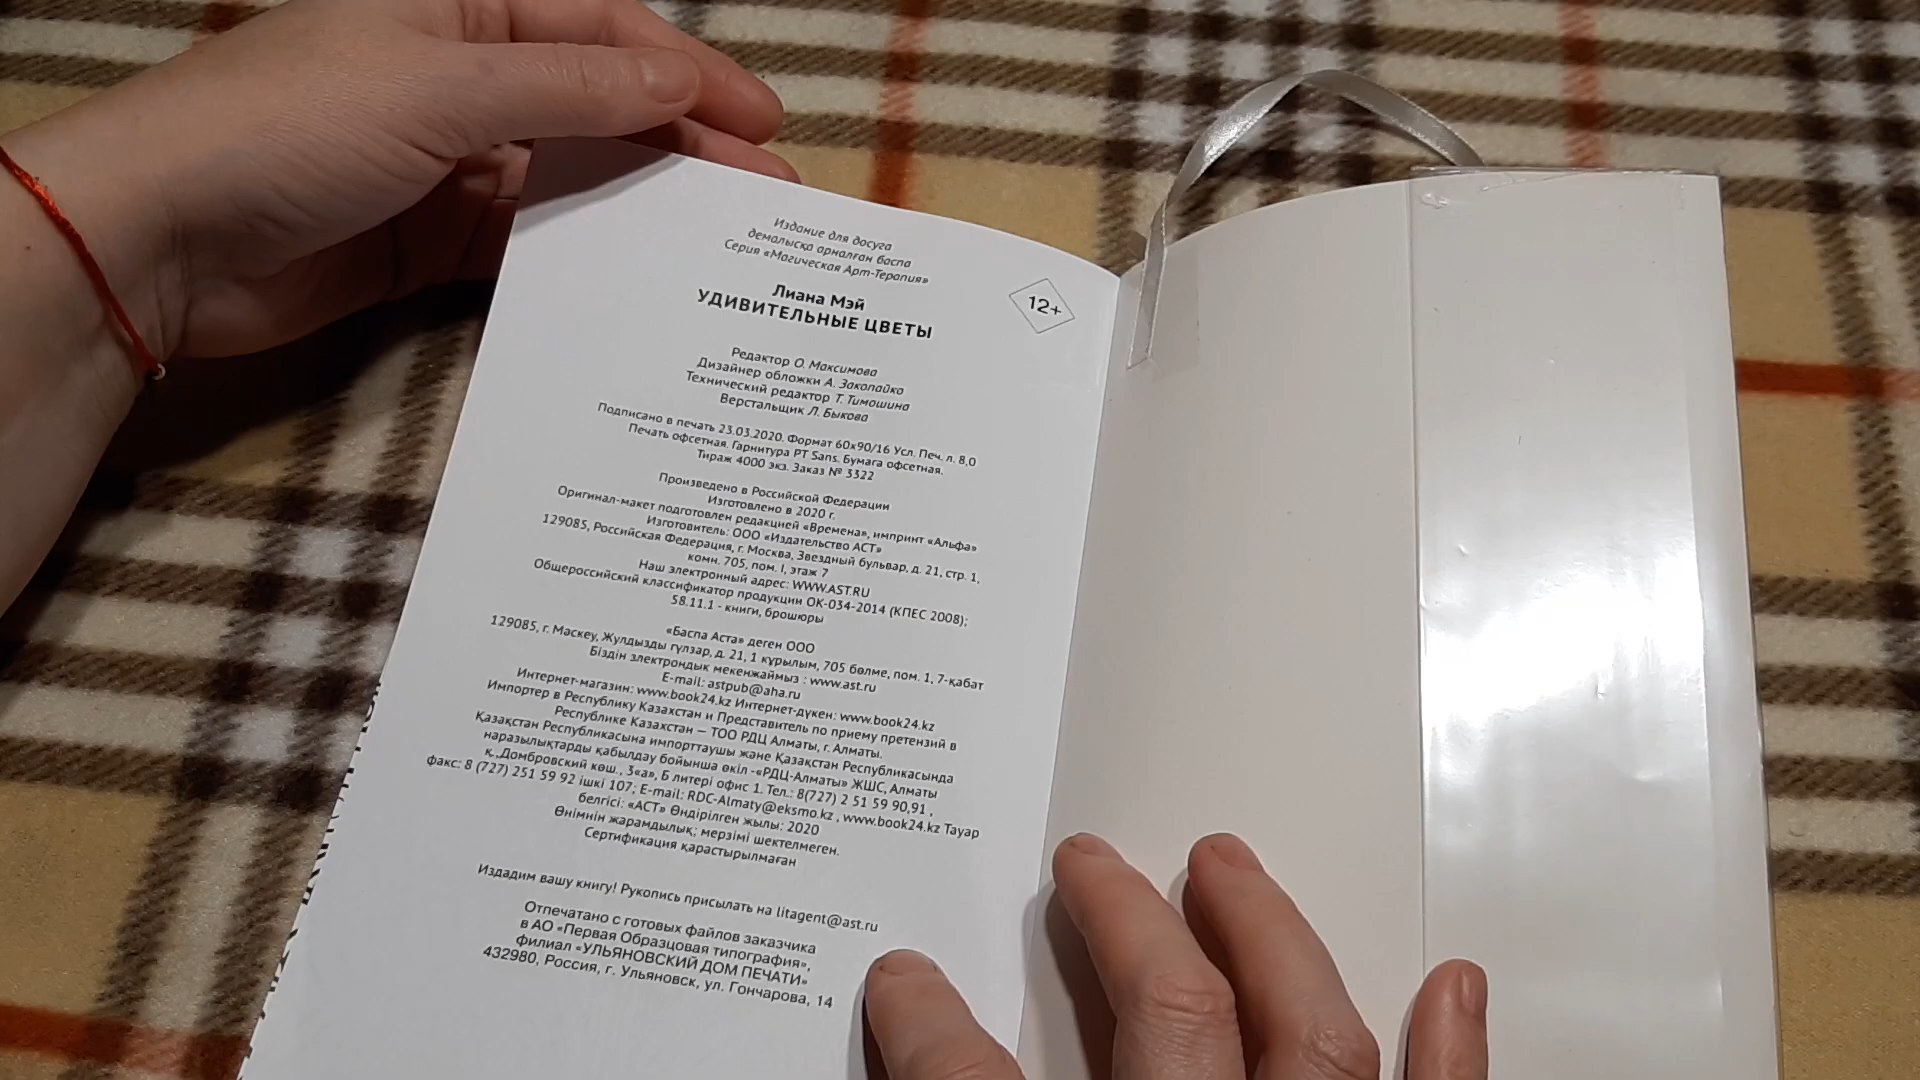 Издание для досуга
демалысқа арналған баспа
Серия «Магическая Арт-Терапия»
12+
Лиана Мэй
УДИВИТЕЛЬНЫЕ ЦВЕТЫ
Редактор О. Максимова
Дизайнер обложки А. Закопайко
Технический редактор Т. Тимошина
Верстальщик Л. Быкова
Подписано в печать 23.03.2020. Формат 60х90/16 Усл. Печ. л. 8,0
Печать офсетная. Гарнитура PT Sans. Бумага офсетная.
Тираж 4000 экз. Заказ № 3322
Произведено в Российской Федерации
Изготовлено в 2020 г.
Оригинал-макет подготовлен редакцией «Времена», импринт «Альфа»
Изготовитель: ООО «Издательство АСТ»
129085, Российская Федерация, г. Москва, Звездный бульвар, д. 21, стр. 1,
комн. 705, пом. I, этаж 7
Наш электронный адрес: WWW.AST.RU
Общероссийский классификатор продукции ОК-034-2014 (КПЕС 2008);
58.11.1 - книги, брошюры
«Баспа Аста» деген ООО
129085, г. Мәскеу, Жулдызды гүлзар, д. 21, 1 құрылым, 705 бөлме, пом. 1, 7-қабат
Біздін злектрондык мекенжаймыз : www.ast.ru
E-mail: astpub@aha.ru
Интернет-магазин: www.book24.kz Интернет-дүкен: www.book24.kz
Импортер в Республику Казахстан и Представитель по приему претензий в
Республике Казахстан — ТОО РДЦ Алматы, г. Алматы.
Қазақстан Республикасына импорттаушы және Қазақстан Республикасында
наразылықтарды қабылдау бойынша өкіл -«РДЦ-Алматы» ЖШС, Алматы
қ.,Домбровский көш., 3«а», Б литері офис 1. Тел.: 8(727) 2 51 59 90,91 ,
факс: 8 (727) 251 59 92 ішкі 107; E-mail: RDC-Almaty@eksmo.kz , www.book24.kz Тауар
белгісі: «АСТ» Өндірілген жылы: 2020
Өнімнін жарамдылық; мерзімі шектелмеген.
Сертификация қарастырылмаған
Издадим вашу книгу! Рукопись присылать на litagent@ast.ru
Отпечатано с готовых файлов заказчика
в АО «Первая Образцовая типография»,
филиал «УЛЬЯНОВСКИЙ ДОМ ПЕЧАТИ»
432980, Россия, г. Ульяновск, ул. Гончарова, 14